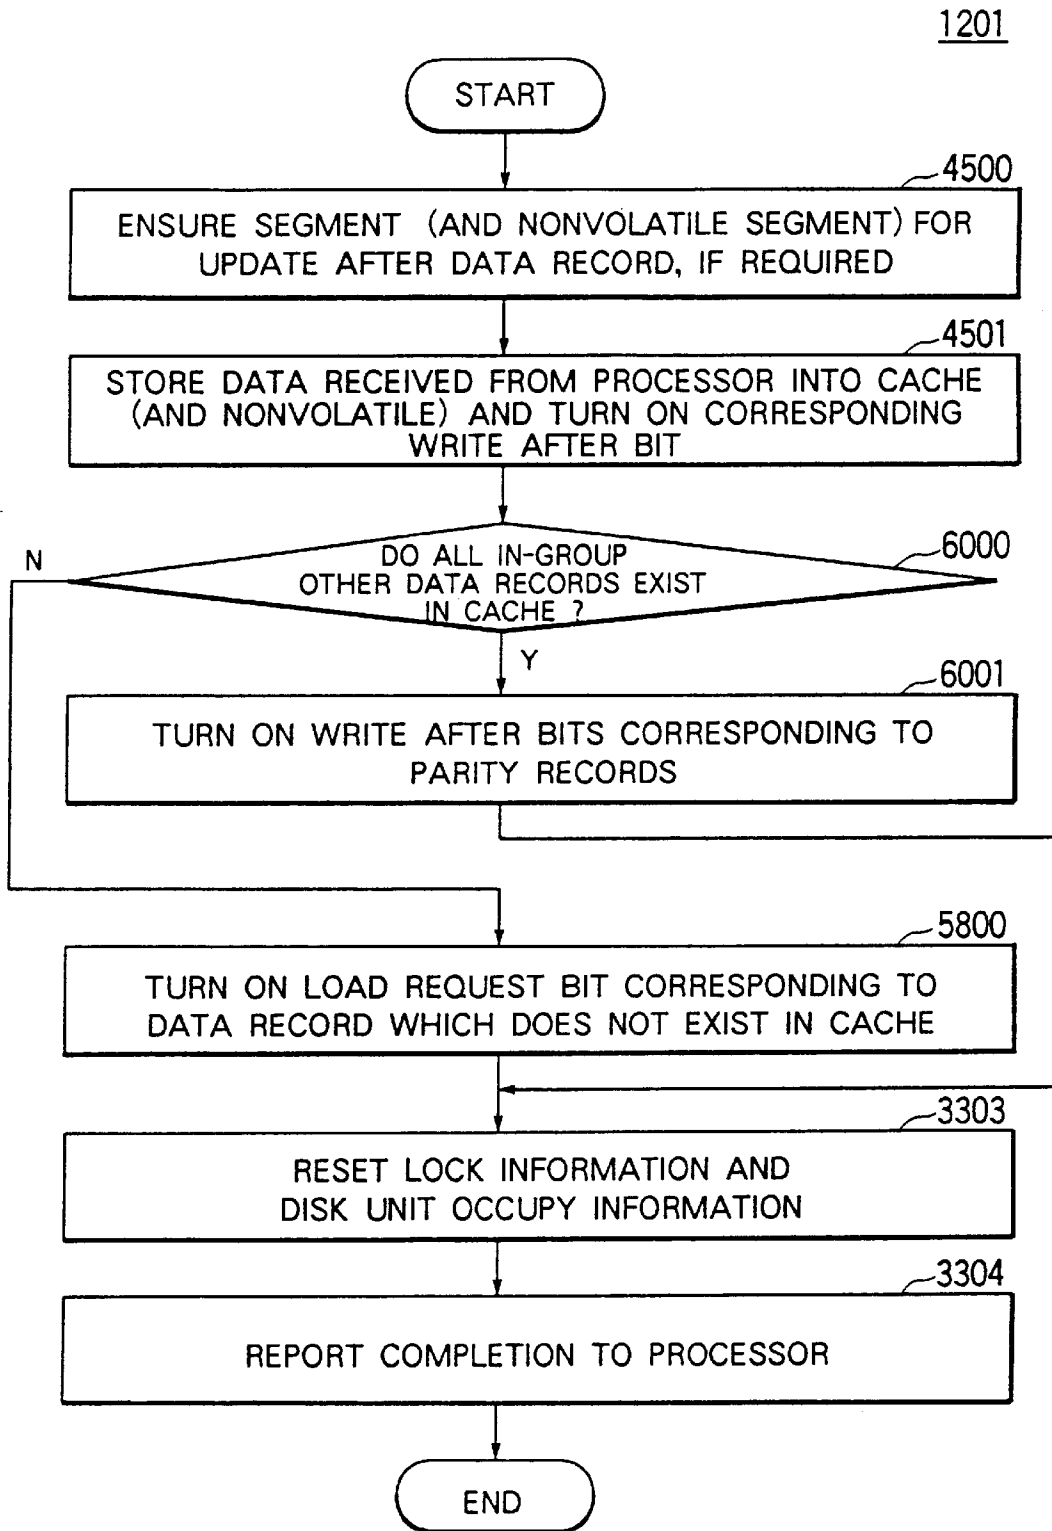 1201
START
4500
ENSURE SEGMENT (AND NONVOLATILE SEGMENT) FOR
UPDATE AFTER DATA RECORD, IF REQUIRED
4501
STORE DATA RECEIVED FROM PROCESSOR INTO CACHE
(AND NONVOLATILE) AND TURN ON CORRESPONDING
WRITE AFTER BIT
N
6000
DO ALL IN-GROUP
OTHER DATA RECORDS EXIST
IN CACHE ?
Y
6001
TURN ON WRITE AFTER BITS CORRESPONDING TO
PARITY RECORDS
5800
TURN ON LOAD REQUEST BIT CORRESPONDING TO
DATA RECORD WHICH DOES NOT EXIST IN CACHE
3303
RESET LOCK INFORMATION AND
DISK UNIT OCCUPY INFORMATION
3304
REPORT COMPLETION TO PROCESSOR
END